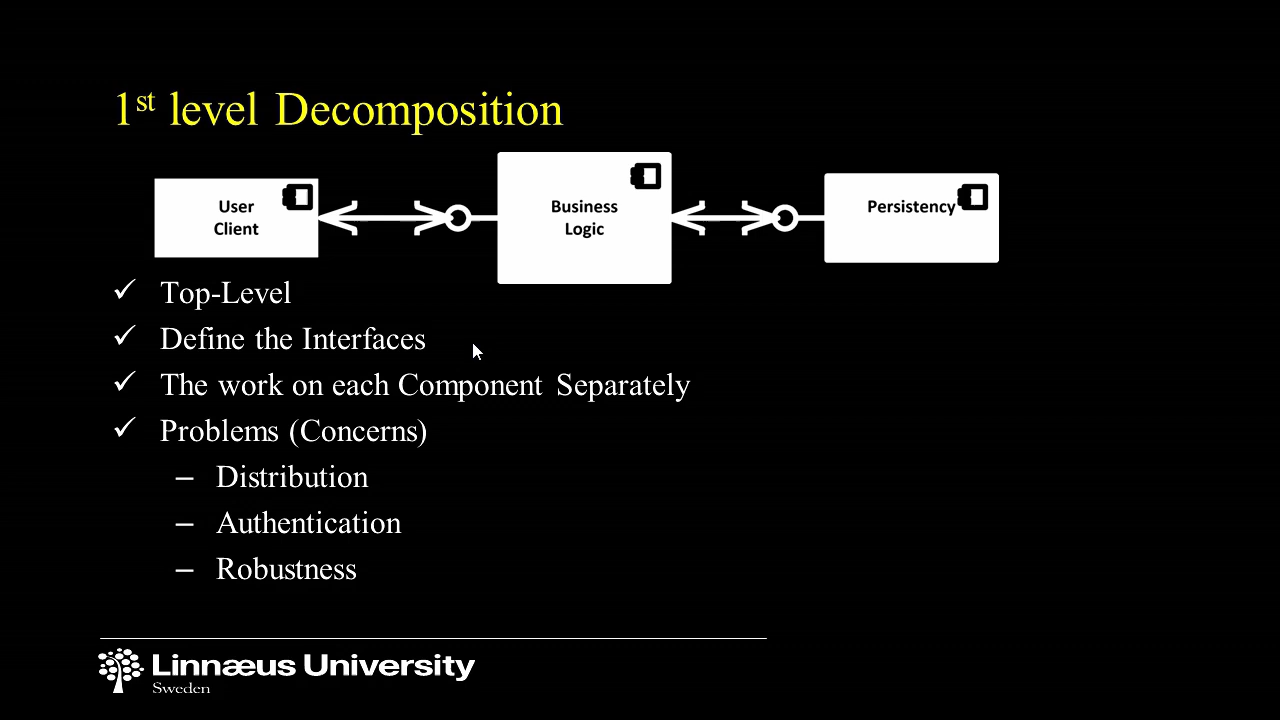 1st level Decomposition
User
Client
Business
Logic
Persistency
✓ Top-Level
✓ Define the Interfaces
✓ The work on each Component Separately
✓ Problems (Concerns)
– Distribution
– Authentication
– Robustness
Linnæus University
Sweden